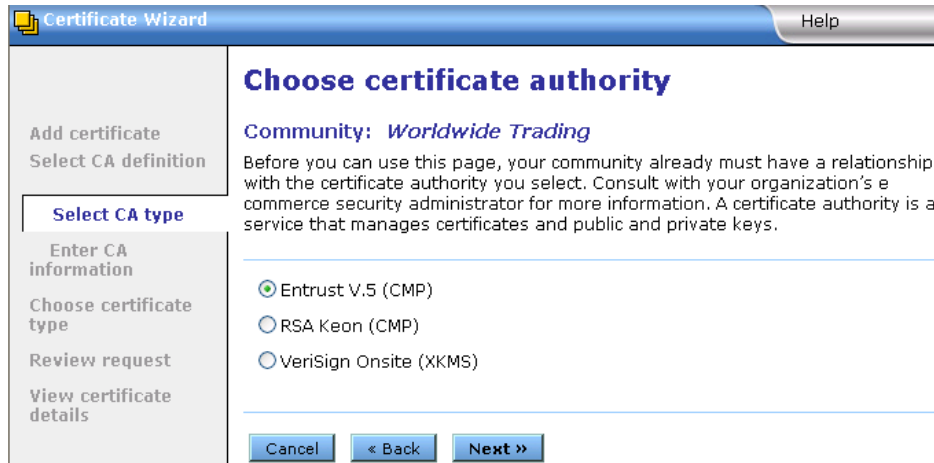 Certificate Wizard
Help
Add certificate
Select CA definition
Select CA type
Enter CA
information
Choose certificate
type
Review request
View certificate
details
Choose certificate authority
Community: Worldwide Trading
Before you can use this page, your community already must have a relationship
with the certificate authority you select. Consult with your organization's e
commerce security administrator for more information. A certificate authority is a
service that manages certificates and public and private keys.
Entrust V.5 (CMP)
RSA Keon (CMP)
VeriSign Onsite (XKMS)
Cancel
« Back
Next »